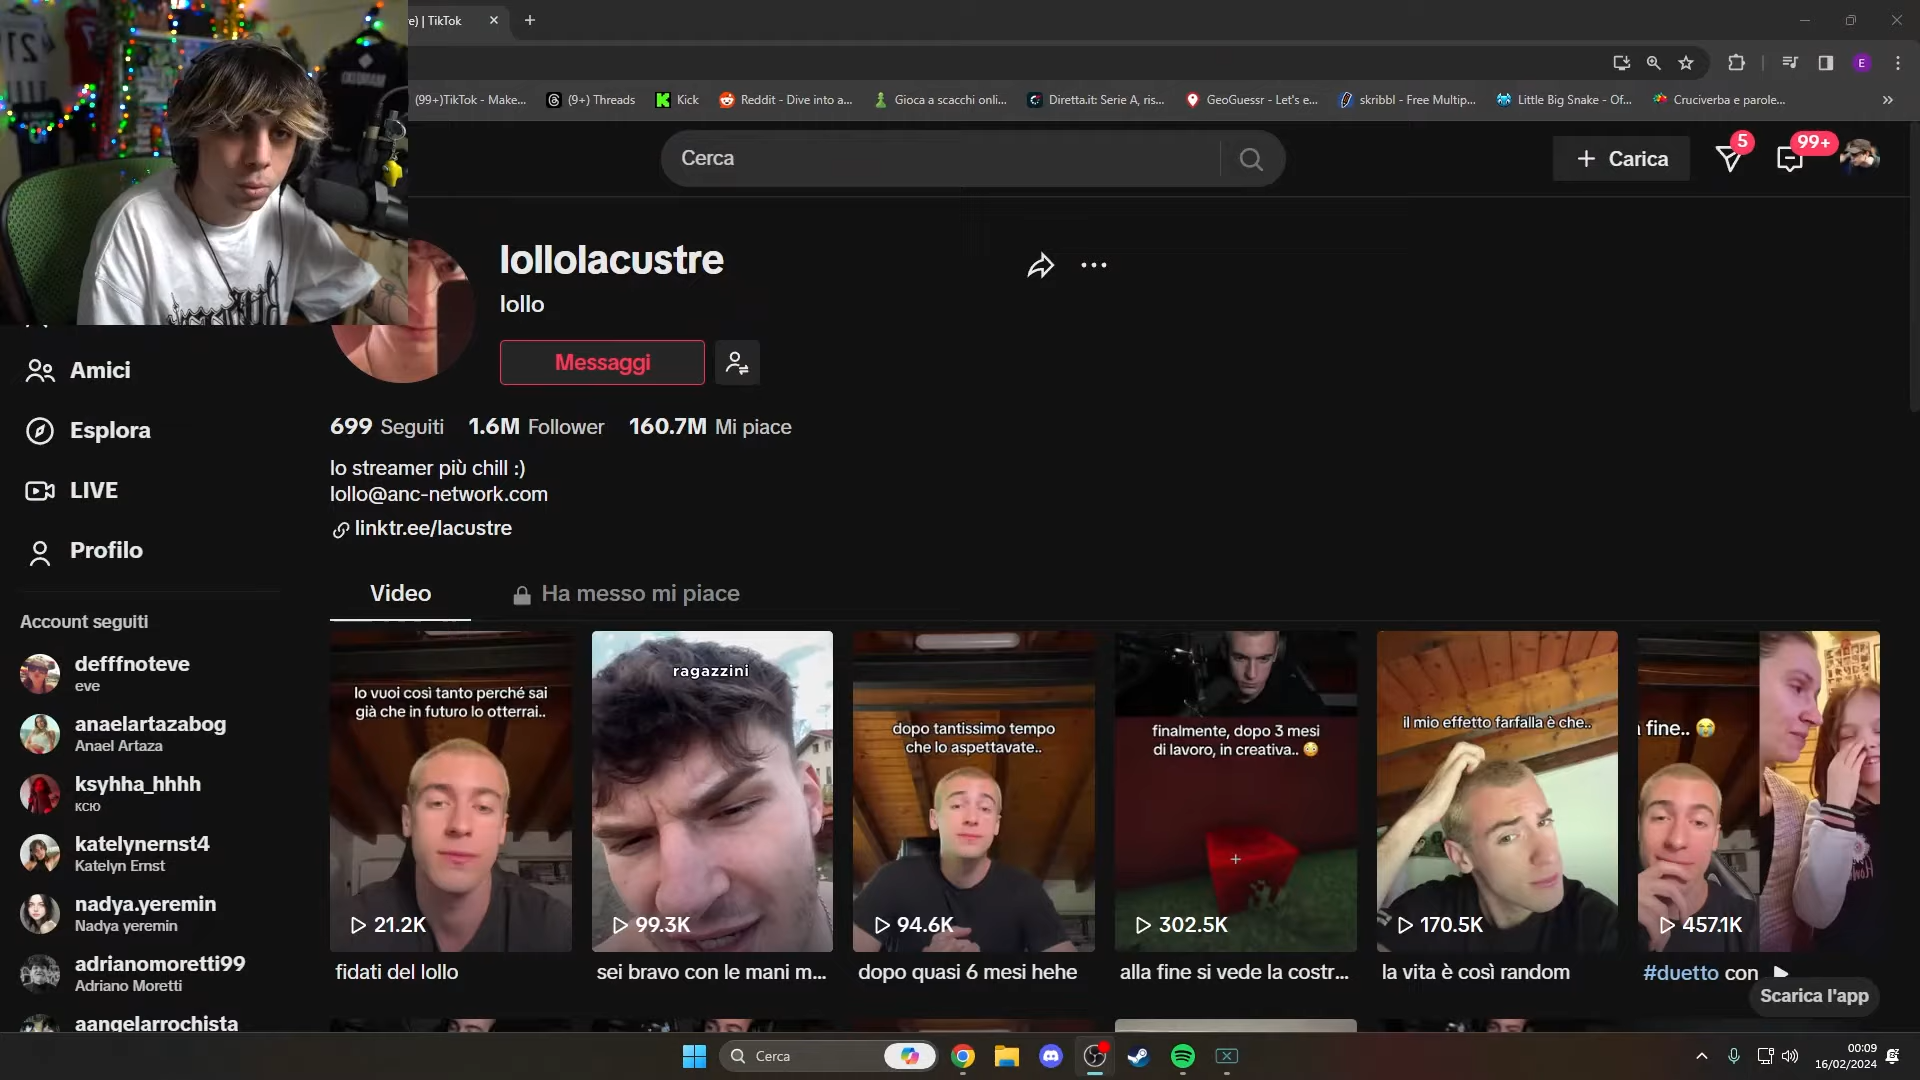 e) | TikTok
(99+)TikTok - Make...
(9+) Threads
Kick
Reddit - Dive into a...
Gioca a scacchi onli...
Diretta.it: Serie A, ris...
GeoGuessr - Let's e...
skribbl - Free Multip...
Little Big Snake - Of...
Cruciverba e parole...
E
Cerca
Carica
5
99+
lollolacustre
lollo
Messaggi
699 Seguiti 1.6M Follower 160.7M Mi piace
lo streamer più chill :)
lollo@anc-network.com
linktr.ee/lacustre
Amici
Esplora
LIVE
Profilo
Account seguiti
defffnoteve
eve
anaelartazabog
Anael Artaza
ksyhha_hhhh
ксю
katelynernst4
Katelyn Ernst
nadya.yeremin
Nadya yeremin
adrianomoretti99
Adriano Moretti
aangelarrochista
Video
Ha messo mi piace
lo vuoi così tanto perché sai
già che in futuro lo otterrai..
21.2K
fidati del lollo
ragazzini
99.3K
sei bravo con le mani m...
dopo tantissimo tempo
che lo aspettavate..
94.6K
dopo quasi 6 mesi hehe
finalmente, dopo 3 mesi
di lavoro, in creativa.. 😳
302.5K
alla fine si vede la costr...
il mio effetto farfalla è che..
170.5K
la vita è così random
fine.. 😭
457.1K
#duetto con
Scarica l'app
Cerca
00:09
16/02/2024